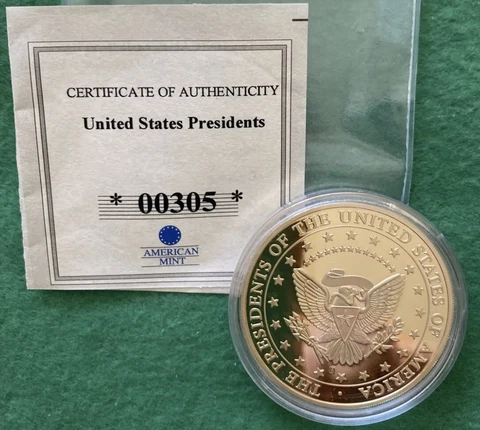 CERTIFICATE OF AUTHENTICITY
United States Presidents
* 00305 *
AMERICAN
MINT
THE PRESIDENTS OF THE UNITED STATES OF AMERICA